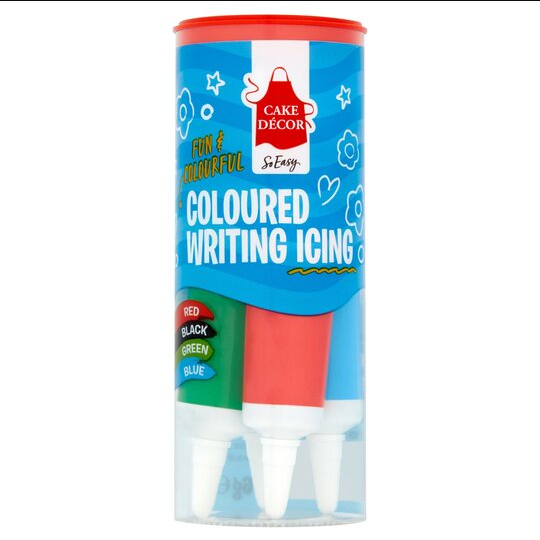 CAKE
DÉCOR
So Easy
FUN &
COLOURFUL
COLOURED
WRITING ICING
RED
BLACK
GREEN
BLUE